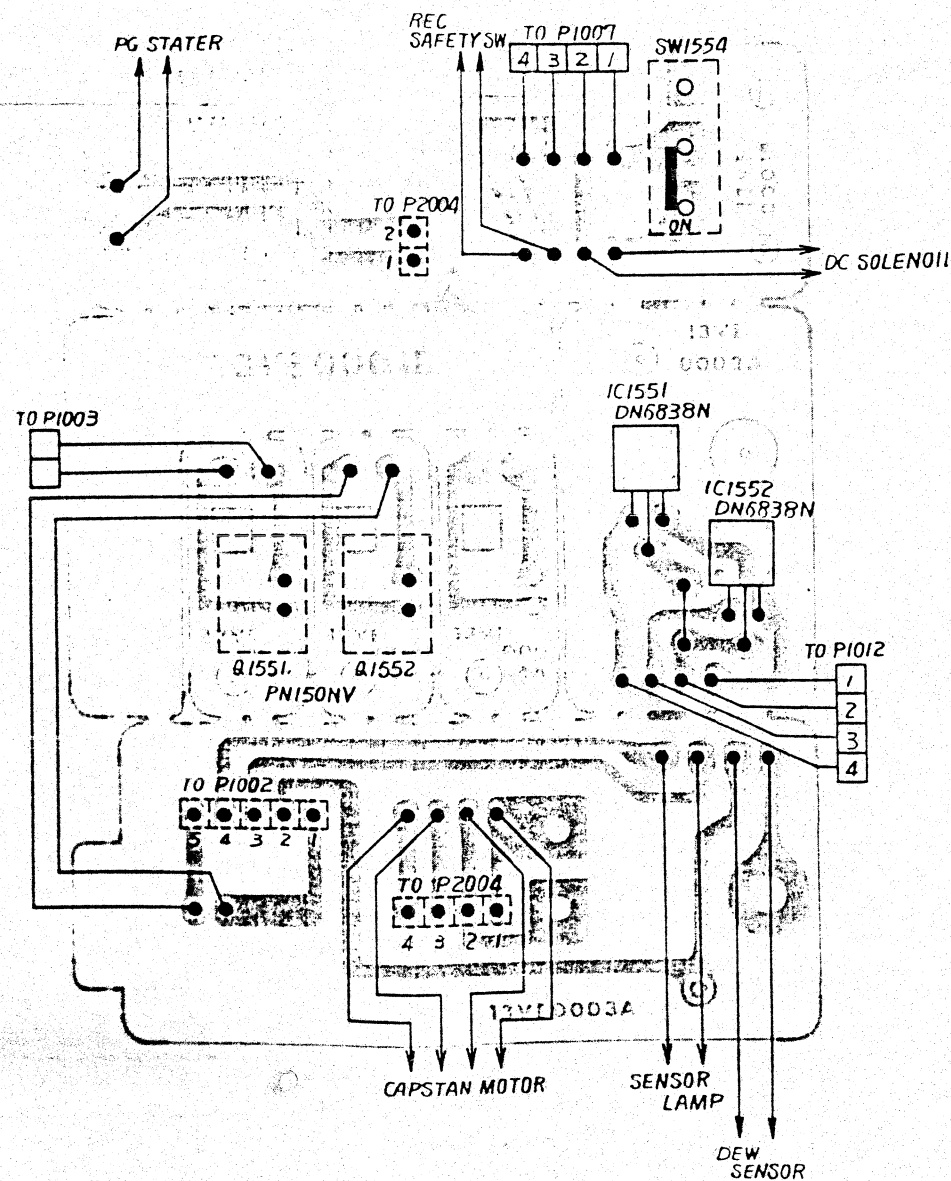 REC
SAFETY SW
TO P1007
4 3 2 1
PG STATER
SW1554
ON
TO P2004
2
1
DC SOLENOIL
TO P1003
IC1551
DN6838N
IC1552
DN6838N
Q1551
Q1552
PN150NV
TO P1012
1
2
3
4
TO P1002
5 4 3 2 1
TO P2004
4 3 2 1
13VF0003A
CAPSTAN MOTOR
SENSOR
LAMP
DEW
SENSOR